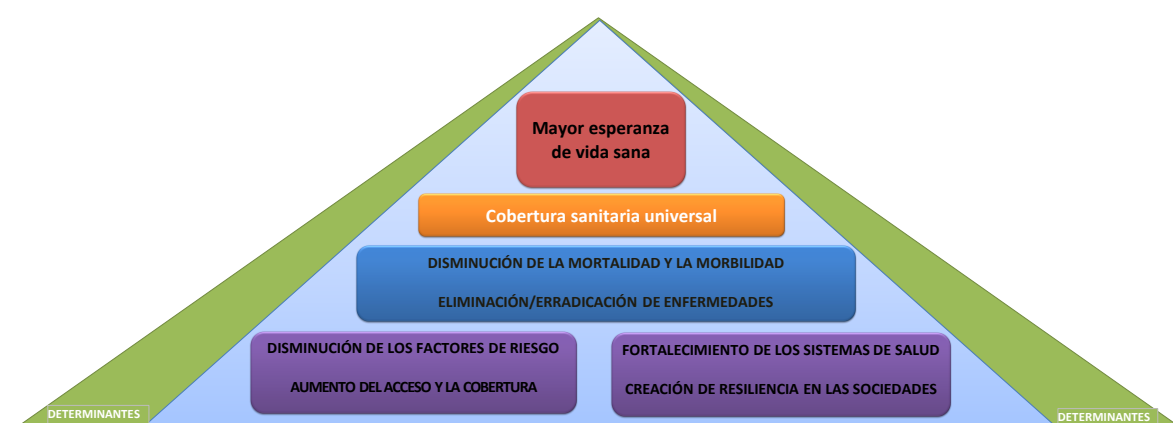 Mayor esperanza
de vida sana
Cobertura sanitaria universal
DISMINUCIÓN DE LA MORTALIDAD Y LA MORBILIDAD
ELIMINACIÓN/ERRADICACIÓN DE ENFERMEDADES
DISMINUCIÓN DE LOS FACTORES DE RIESGO
AUMENTO DEL ACCESO Y LA COBERTURA
FORTALECIMIENTO DE LOS SISTEMAS DE SALUD
CREACIÓN DE RESILIENCIA EN LAS SOCIEDADES
DETERMINANTES
DETERMINANTES